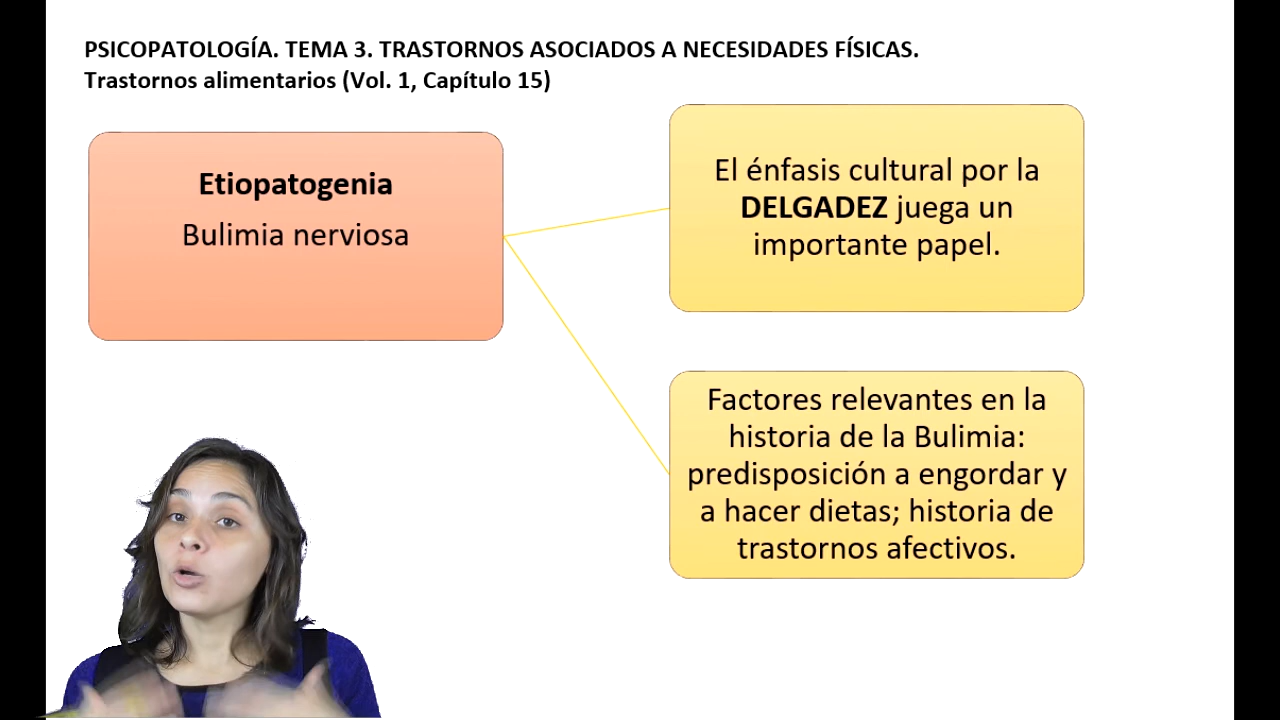 PSICOPATOLOGÍA. TEMA 3. TRASTORNOS ASOCIADOS A NECESIDADES FÍSICAS.
Trastornos alimentarios (Vol. 1, Capítulo 15)
Etiopatogenia
Bulimia nerviosa
El énfasis cultural por la
DELGADEZ juega un
importante papel.
Factores relevantes en la
historia de la Bulimia:
predisposición a engordar y
a hacer dietas; historia de
trastornos afectivos.